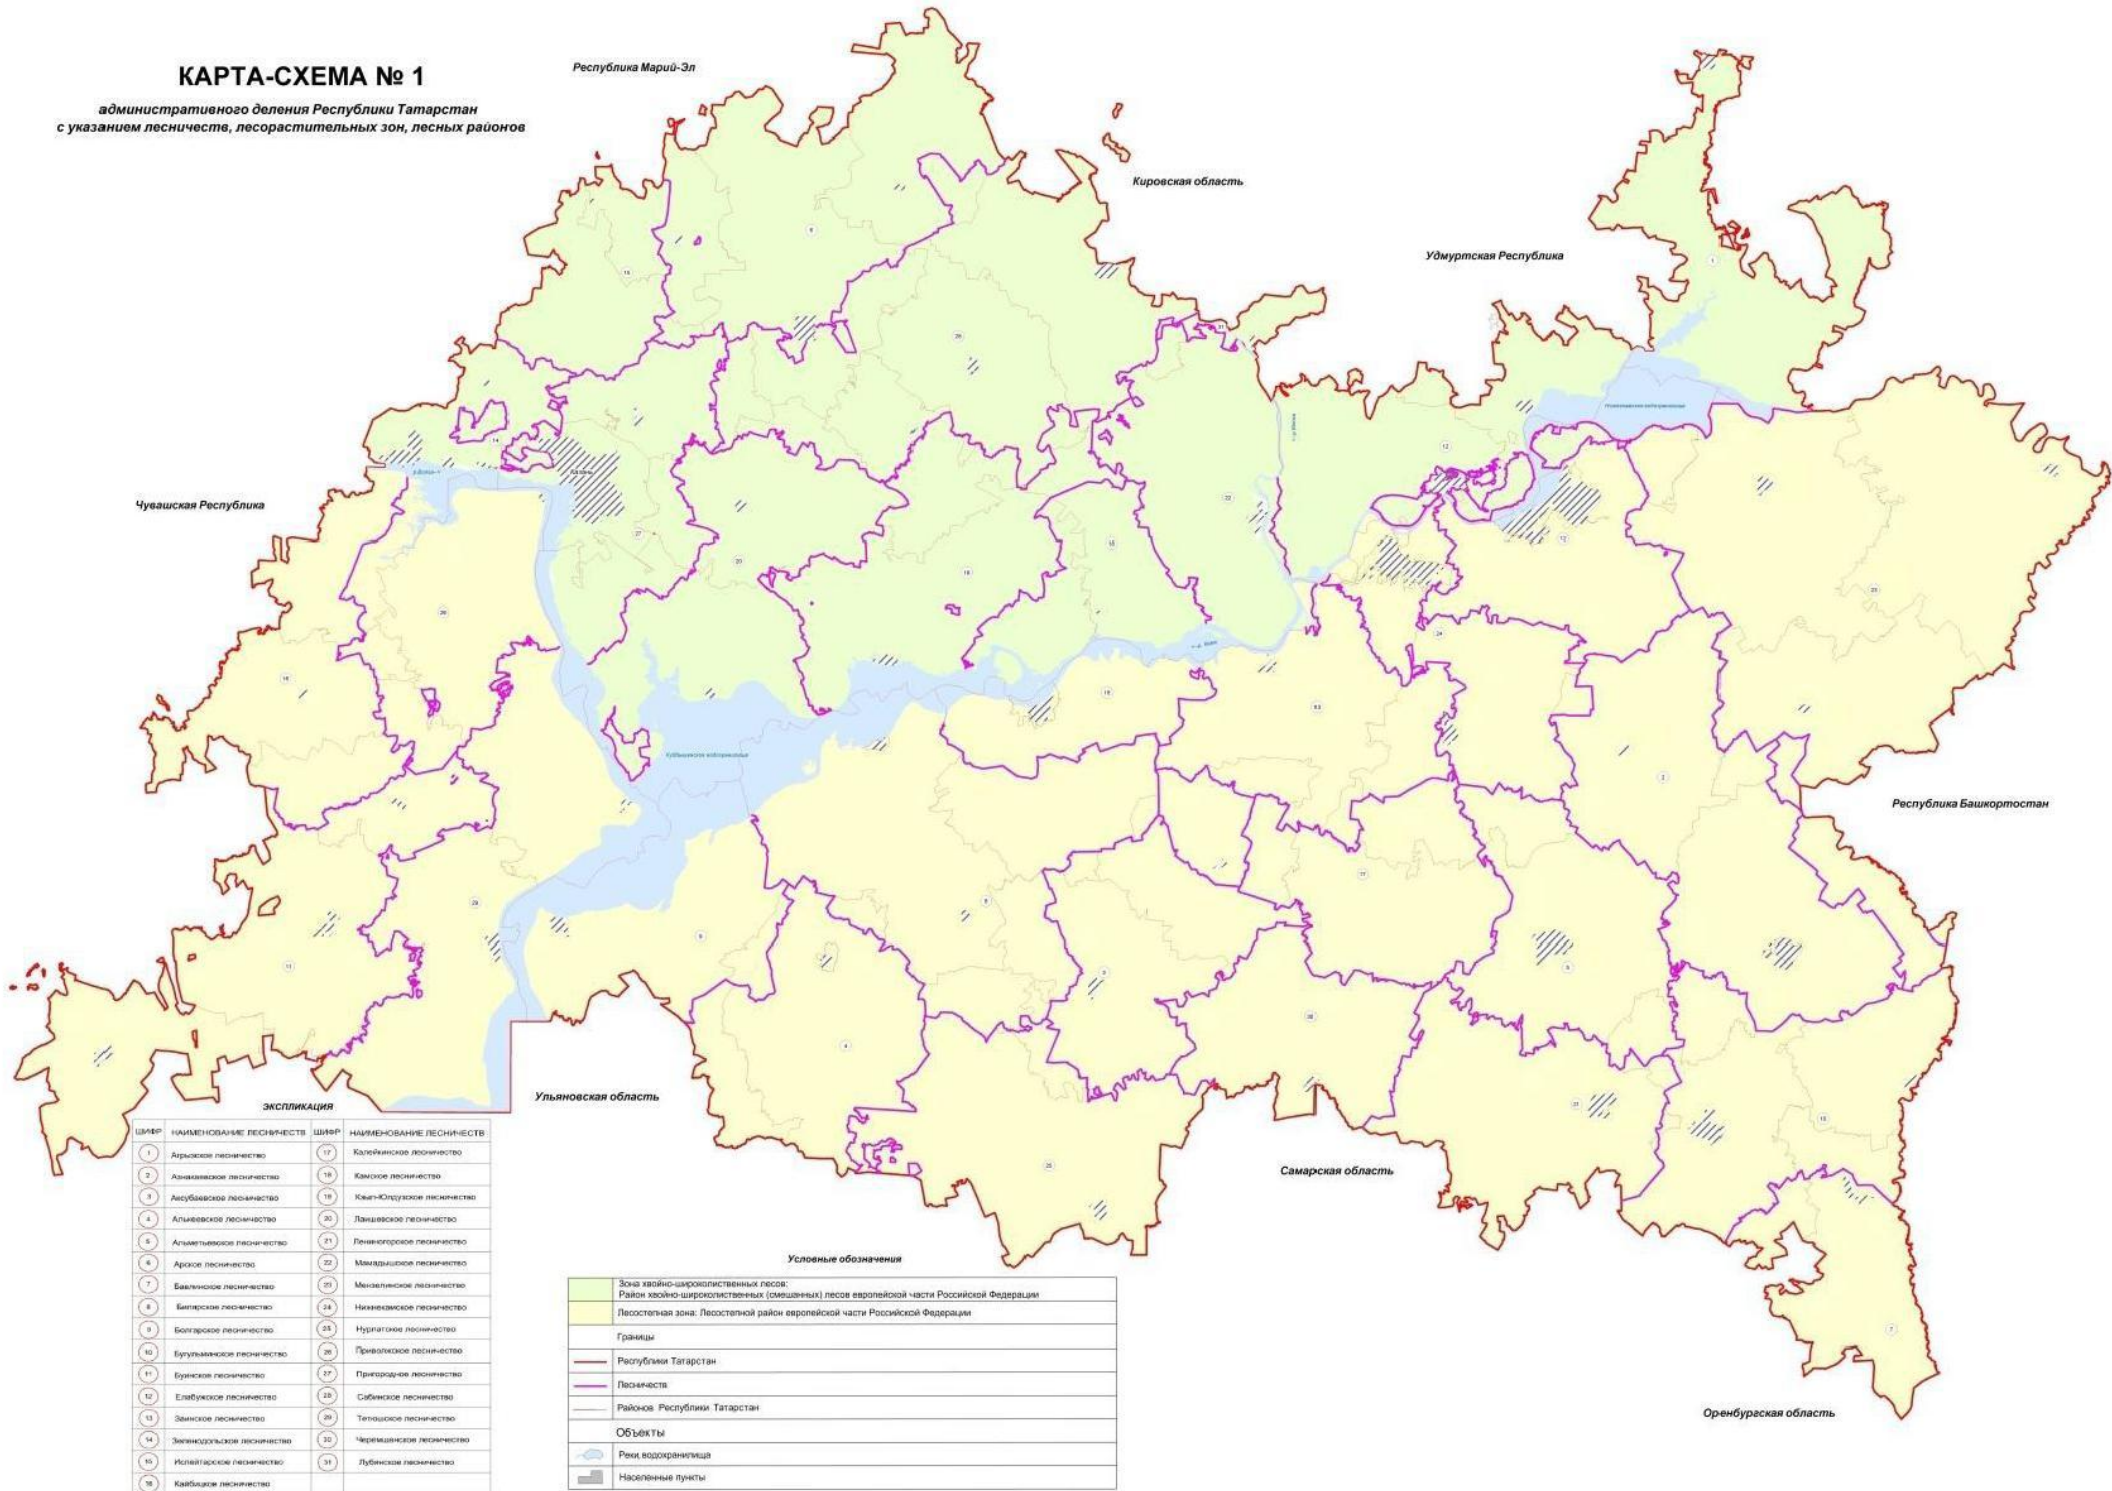 КАРТА-СХЕМА № 1
административного деления Республики Татарстан
с указанием лесничеств, лесорастительных зон, лесных районов
Республика Марий-Эл
Кировская область
Удмуртская Республика
Чувашская Республика
Республика Башкортостан
Ульяновская область
Самарская область
Оренбургская область
Казань
Куйбышевское водохранилище
Нижнекамское водохранилище
ЭКСПЛИКАЦИЯ
ШИФР НАИМЕНОВАНИЕ ЛЕСНИЧЕСТВ ШИФР НАИМЕНОВАНИЕ ЛЕСНИЧЕСТВ
1 Агрызское лесничество 17 Калейкинское лесничество
2 Азнакаевское лесничество 18 Камское лесничество
3 Аксубаевское лесничество 19 Кзыл-Юлдузское лесничество
4 Алькеевское лесничество 20 Лаишевское лесничество
5 Альметьевское лесничество 21 Лениногорское лесничество
6 Арское лесничество 22 Мамадышское лесничество
7 Бавлинское лесничество 23 Мензелинское лесничество
8 Билярское лесничество 24 Нижнекамское лесничество
9 Болгарское лесничество 25 Нурлатское лесничество
10 Бугульминское лесничество 26 Приволжское лесничество
11 Буинское лесничество 27 Пригородное лесничество
12 Елабужское лесничество 28 Сабинское лесничество
13 Заинское лесничество 29 Тетюшское лесничество
14 Зеленодольское лесничество 30 Черемшанское лесничество
15 Ислейтарское лесничество 31 Лубянское лесничество
16 Кайбицкое лесничество
Условные обозначения
Зона хвойно-широколиственных лесов:
Район хвойно-широколиственных (смешанных) лесов европейской части Российской Федерации
Лесостепная зона: Лесостепной район европейской части Российской Федерации
Границы
Республики Татарстан
Лесничеств
Районов Республики Татарстан
Объекты
Реки, водохранилища
Населенные пункты